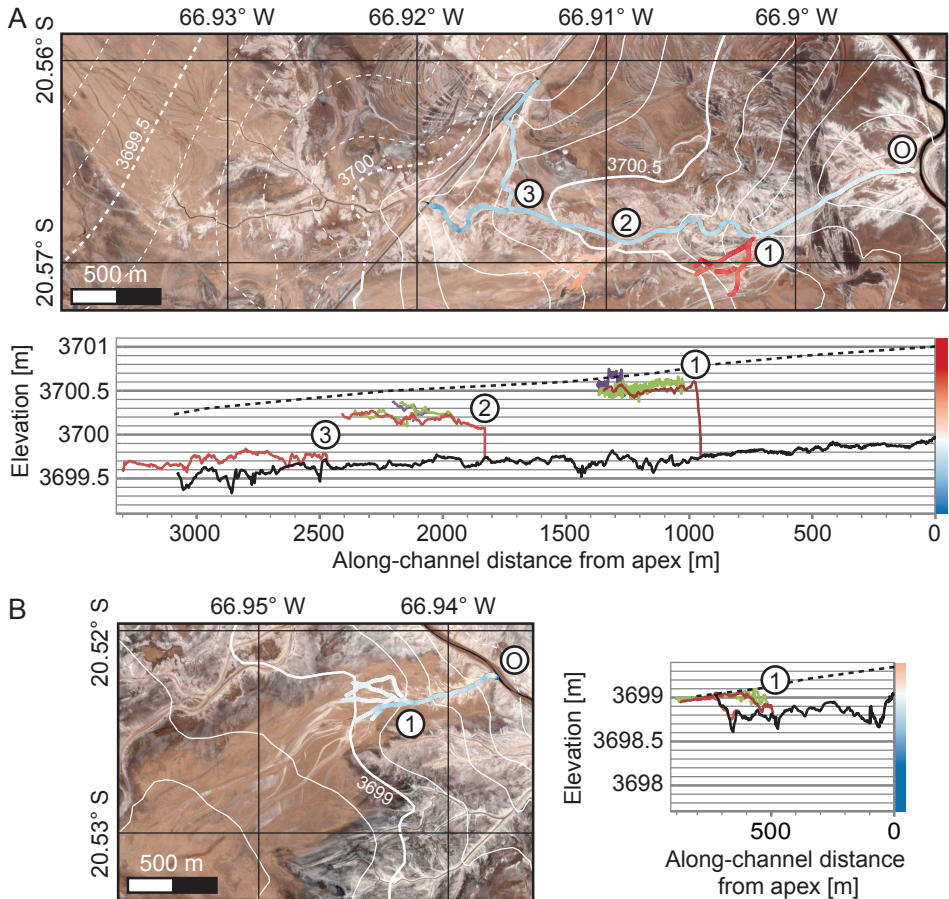 A
66.93° W 66.92° W 66.91° W 66.9° W
20.56° S
20.57° S
3699.5
3700
3700.5
O
3
2
1
500 m
3701
3700.5
3700
3699.5
Elevation [m]
1
2
3
3000 2500 2000 1500 1000 500 0
Along-channel distance from apex [m]
B
66.95° W 66.94° W
20.52° S
20.53° S
O
1
3699
500 m
Elevation [m]
3699
3698.5
3698
1
500 0
Along-channel distance
from apex [m]